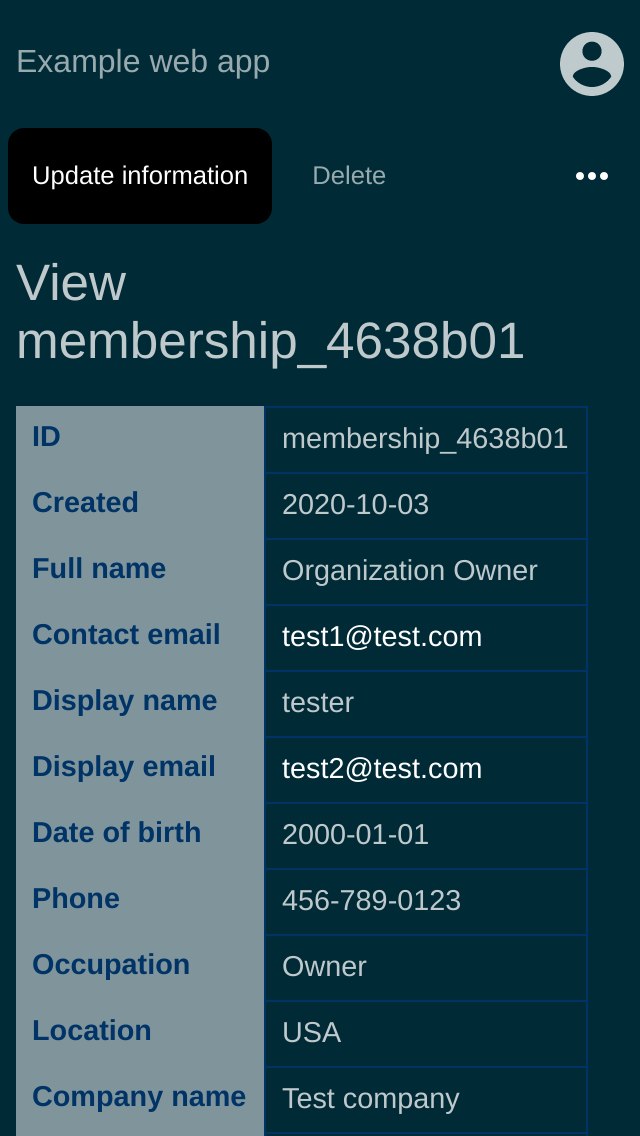 Example web app
Update information
Delete
View
membership_4638b01
ID membership_4638b01
Created 2020-10-03
Full name Organization Owner
Contact email test1@test.com
Display name tester
Display email test2@test.com
Date of birth 2000-01-01
Phone 456-789-0123
Occupation Owner
Location USA
Company name Test company